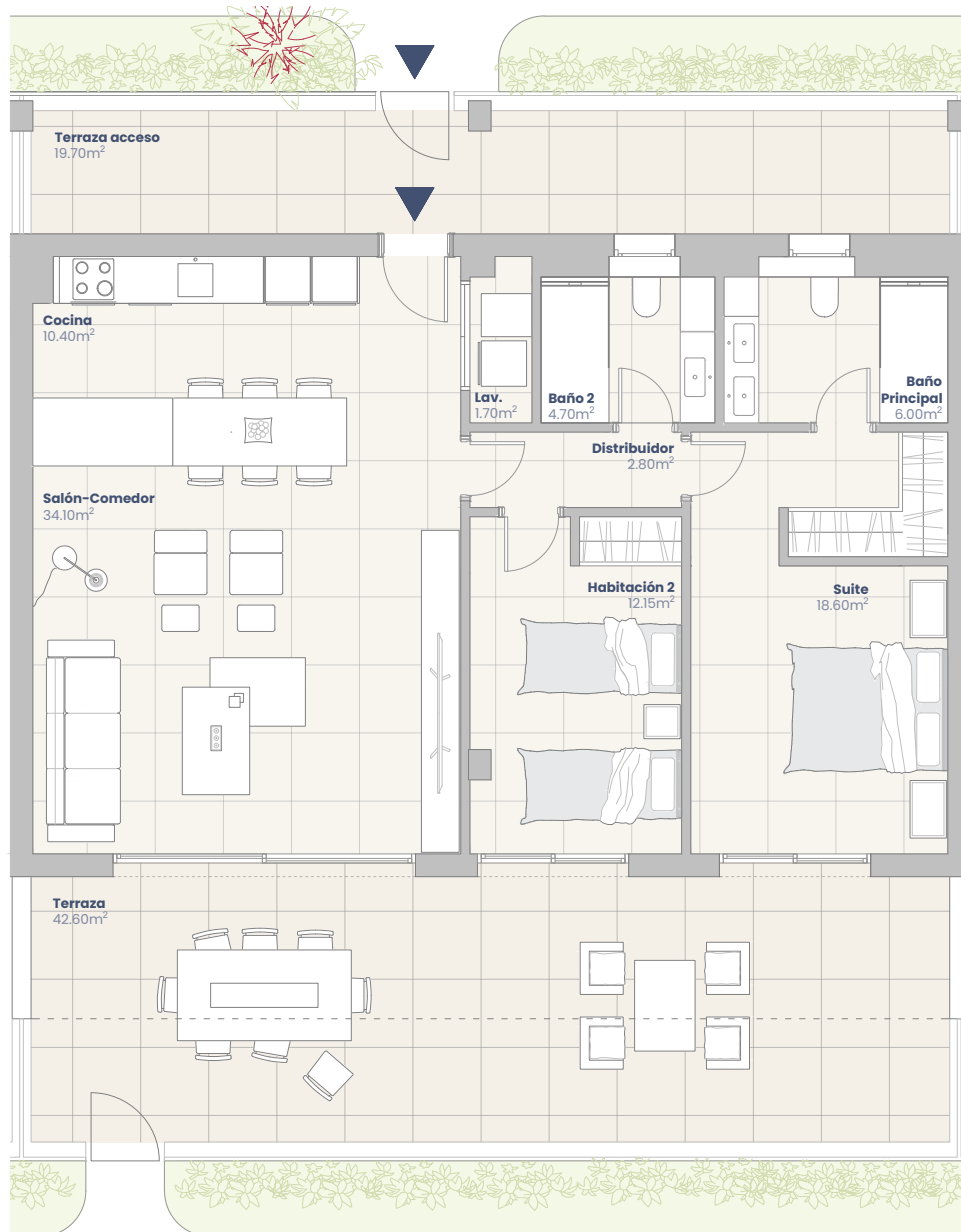 Terraza acceso
19.70m²
Cocina
10.40m²
Lav.
1.70m²
Baño 2
4.70m²
Baño
Principal
6.00m²
Distribuidor
2.80m²
Salón-Comedor
34.10m²
Habitación 2
12.15m²
Suite
18.60m²
Terraza
42.60m²